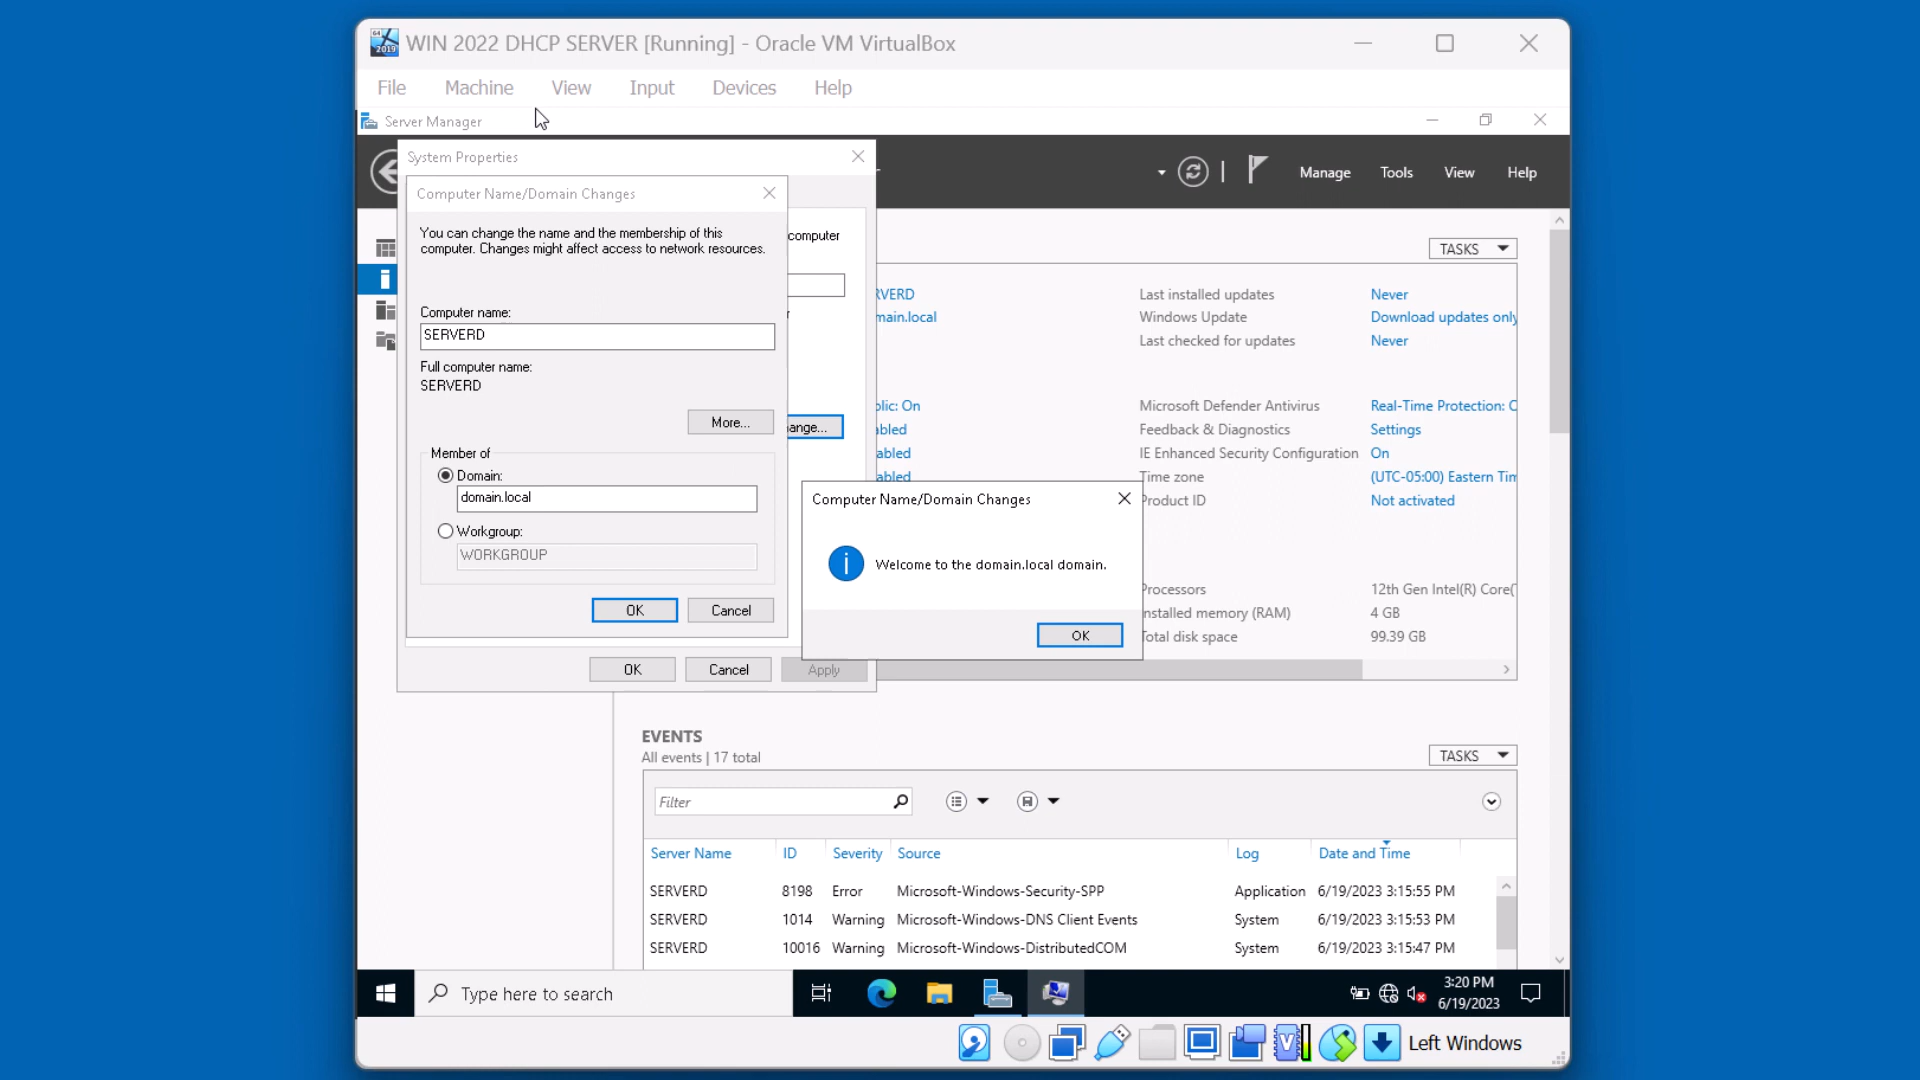 WIN 2022 DHCP SERVER [Running] - Oracle VM VirtualBox
File Machine View Input Devices Help
Server Manager
Manage Tools View Help
System Properties
Computer Name/Domain Changes
You can change the name and the membership of this
computer. Changes might affect access to network resources.
Computer name:
SERVERD
Full computer name:
SERVERD
More...
Member of
Domain:
domain.local
Workgroup:
WORKGROUP
OK Cancel
computer
ange...
OK Cancel Apply
TASKS
RVERD
main.local
blic: On
abled
abled
abled
Last installed updates Never
Windows Update Download updates only
Last checked for updates Never
Microsoft Defender Antivirus Real-Time Protection:
Feedback & Diagnostics Settings
IE Enhanced Security Configuration On
Time zone (UTC-05:00) Eastern Tim
Product ID Not activated
Processors 12th Gen Intel(R) Core(
Installed memory (RAM) 4 GB
Total disk space 99.39 GB
Computer Name/Domain Changes
Welcome to the domain.local domain.
OK
EVENTS
All events | 17 total
TASKS
Filter
Server Name ID Severity Source Log Date and Time
SERVERD 8198 Error Microsoft-Windows-Security-SPP Application 6/19/2023 3:15:55 PM
SERVERD 1014 Warning Microsoft-Windows-DNS Client Events System 6/19/2023 3:15:53 PM
SERVERD 10016 Warning Microsoft-Windows-DistributedCOM System 6/19/2023 3:15:47 PM
Type here to search
3:20 PM
6/19/2023
Left Windows